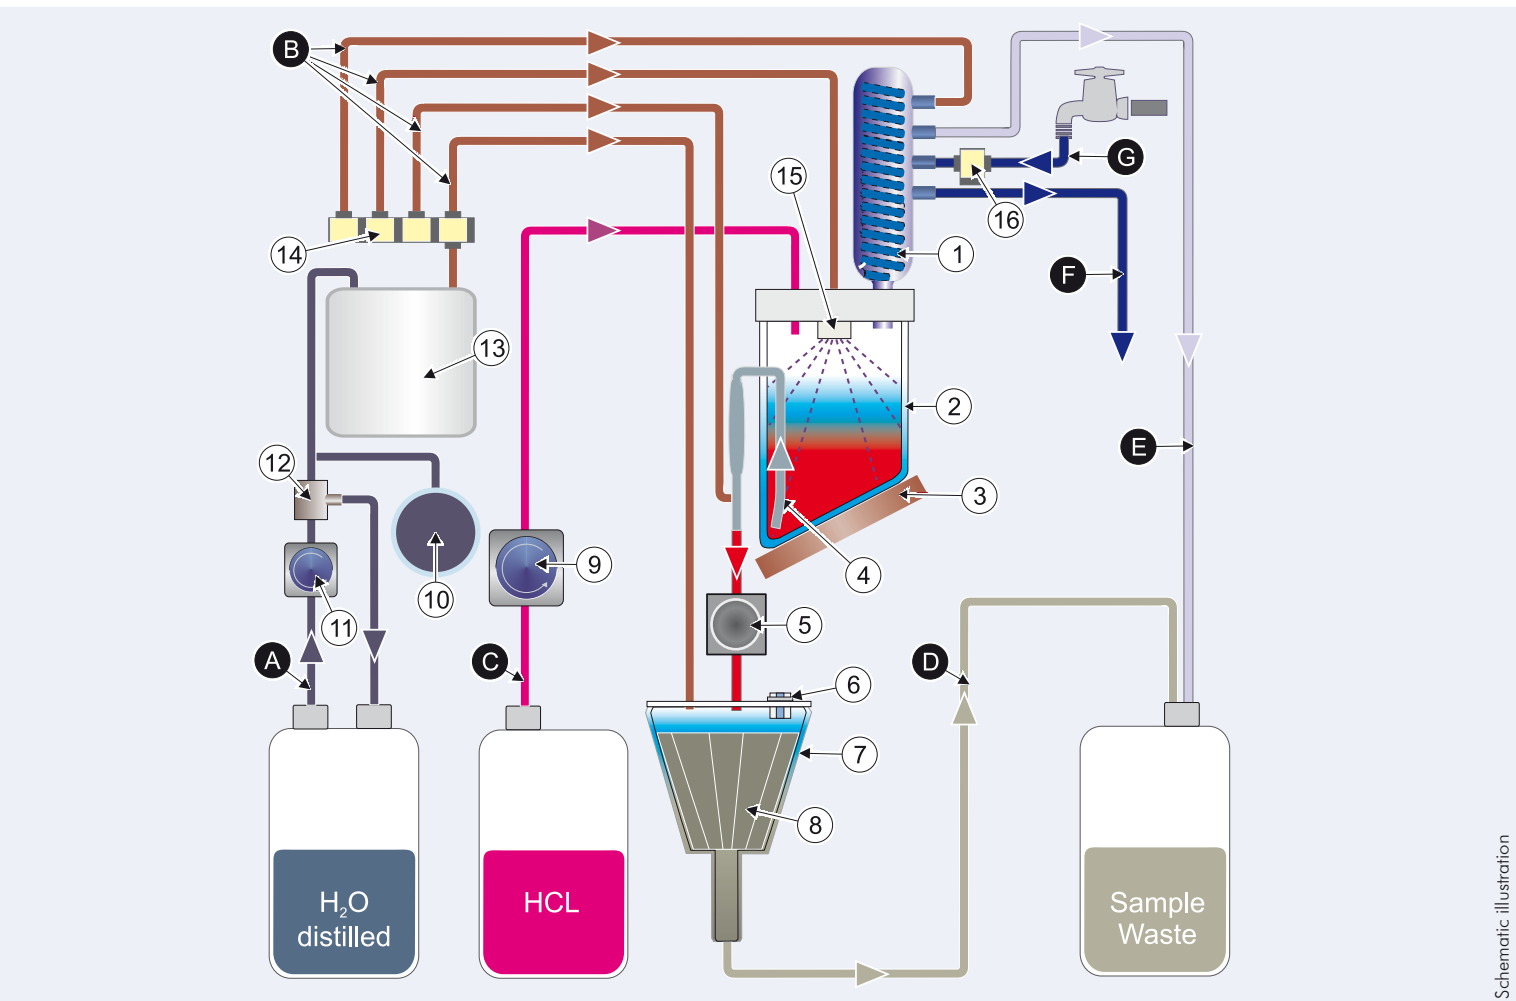 B
G
15
16
14
1
F
13
2
12
E
3
9
4
10
11
5
A
C
D
6
7
8
H₂O
distilled
HCL
Sample
Waste
Schematic illustration